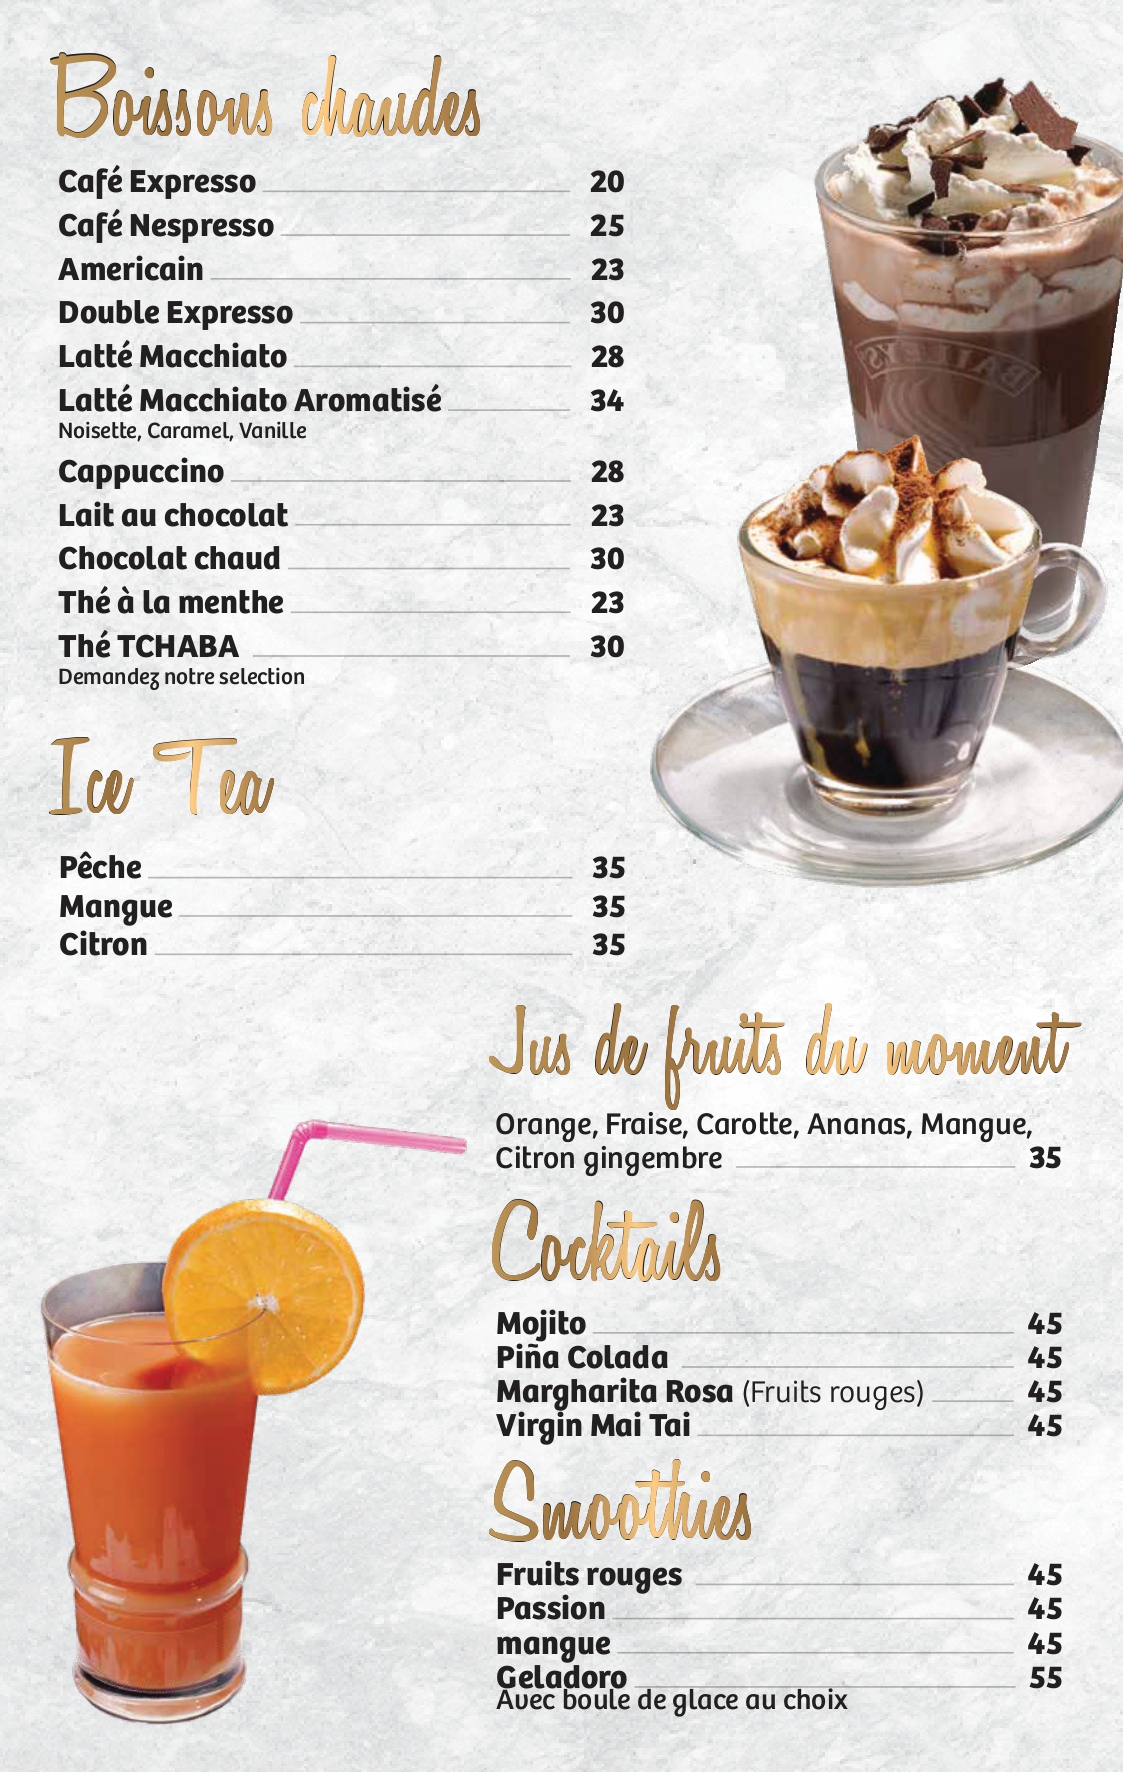 Boissons chaudes
Café Expresso 20
Café Nespresso 25
Americain 23
Double Expresso 30
Latté Macchiato 28
Latté Macchiato Aromatisé 34
Noisette, Caramel, Vanille
Cappuccino 28
Lait au chocolat 23
Chocolat chaud 30
Thé à la menthe 23
Thé TCHABA 30
Demandez notre selection
BAILEYS
Ice Tea
Pêche 35
Mangue 35
Citron 35
Jus de fruits du moment
Orange, Fraise, Carotte, Ananas, Mangue,
Citron gingembre 35
Cocktails
Mojito 45
Piña Colada 45
Margharita Rosa (Fruits rouges) 45
Virgin Mai Tai 45
Smoothies
Fruits rouges 45
Passion 45
mangue 45
Geladoro 55
Avec boule de glace au choix